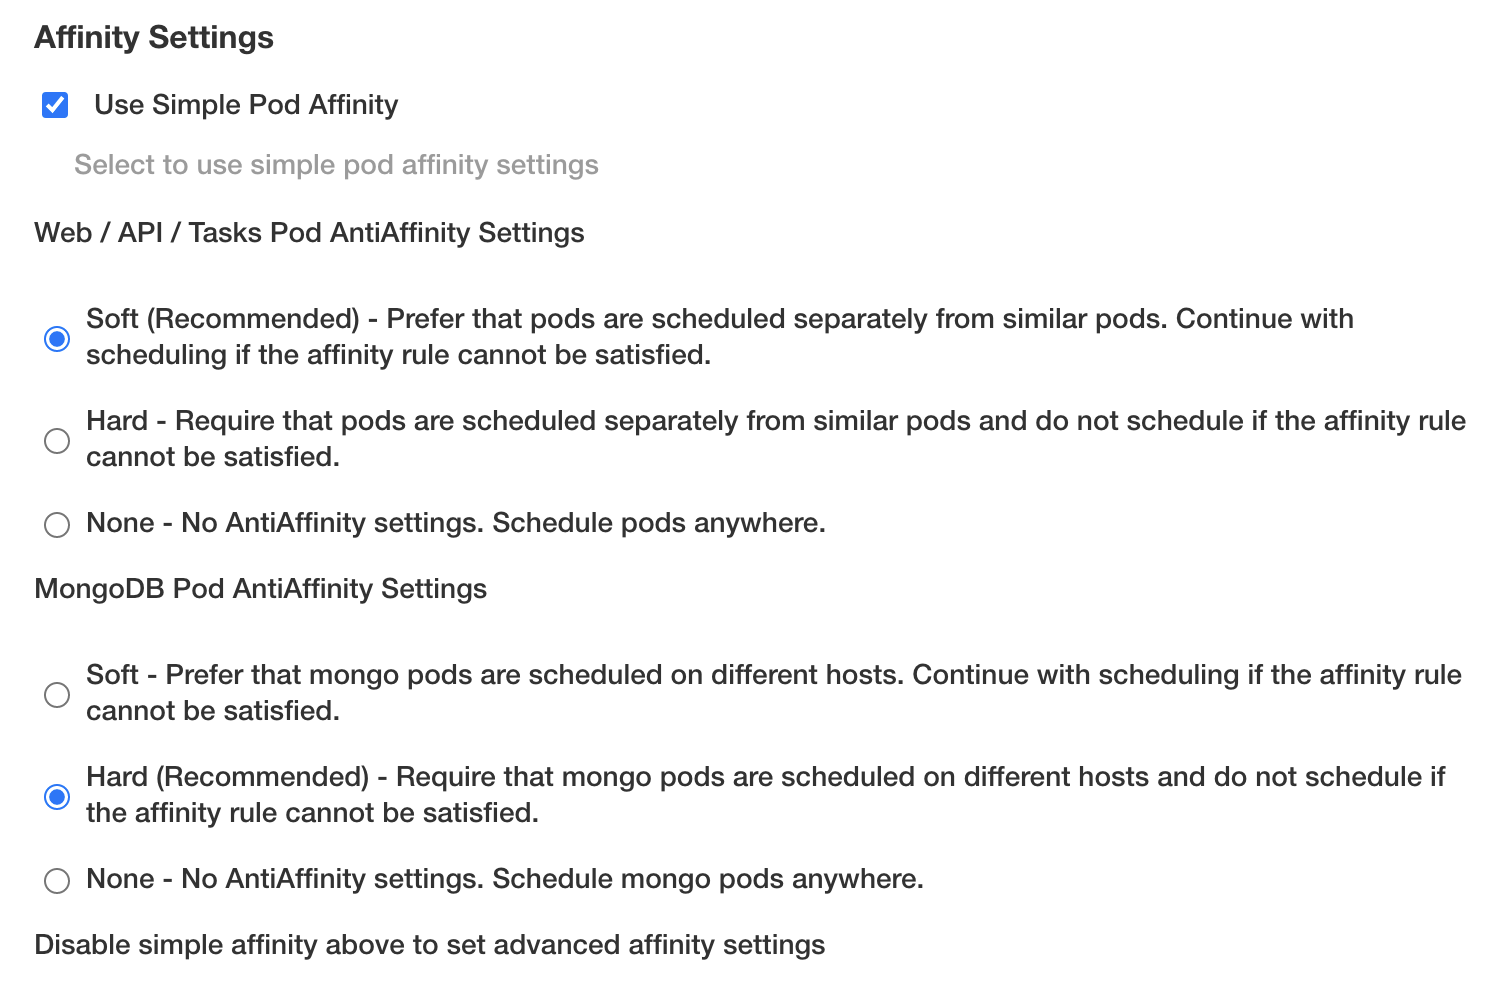 Affinity Settings
Use Simple Pod Affinity
Select to use simple pod affinity settings
Web / API / Tasks Pod AntiAffinity Settings
Soft (Recommended) - Prefer that pods are scheduled separately from similar pods. Continue with
scheduling if the affinity rule cannot be satisfied.
Hard - Require that pods are scheduled separately from similar pods and do not schedule if the affinity rule
cannot be satisfied.
None - No AntiAffinity settings. Schedule pods anywhere.
MongoDB Pod AntiAffinity Settings
Soft - Prefer that mongo pods are scheduled on different hosts. Continue with scheduling if the affinity rule
cannot be satisfied.
Hard (Recommended) - Require that mongo pods are scheduled on different hosts and do not schedule if
the affinity rule cannot be satisfied.
None - No AntiAffinity settings. Schedule mongo pods anywhere.
Disable simple affinity above to set advanced affinity settings